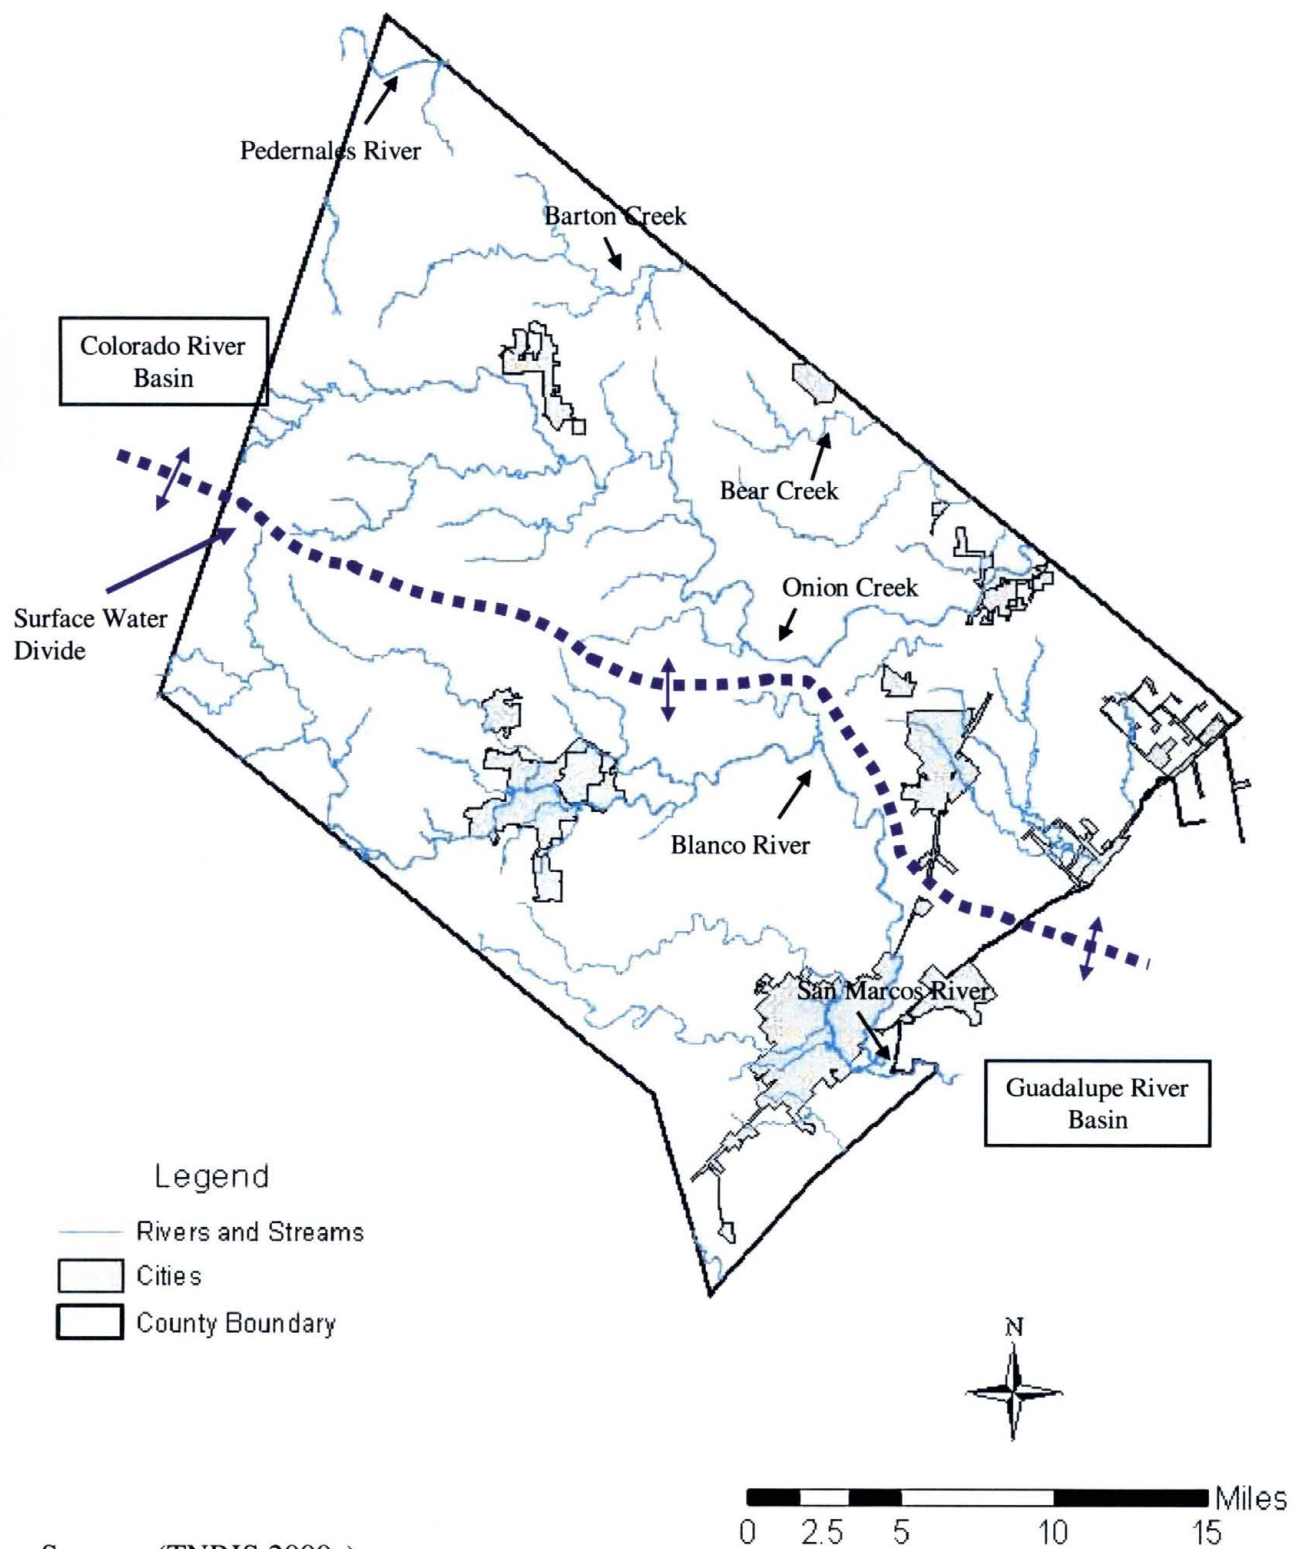 Pedernales River
Barton Creek
Colorado River
Basin
Bear Creek
Onion Creek
Surface Water
Divide
Blanco River
San Marcos River
Guadalupe River
Basin
Legend
Rivers and Streams
Cities
County Boundary
N
Miles
0 2.5 5 10 15